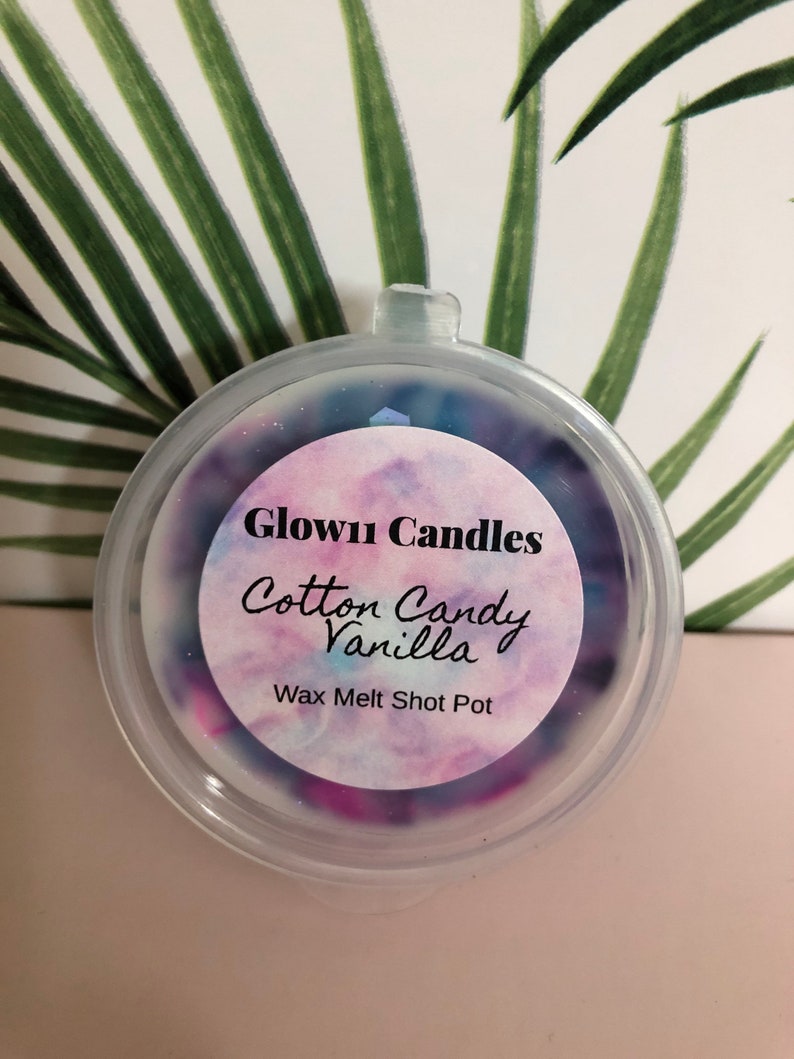 Glow11 Candles
Cotton Candy
Vanilla
Wax Melt Shot Pot